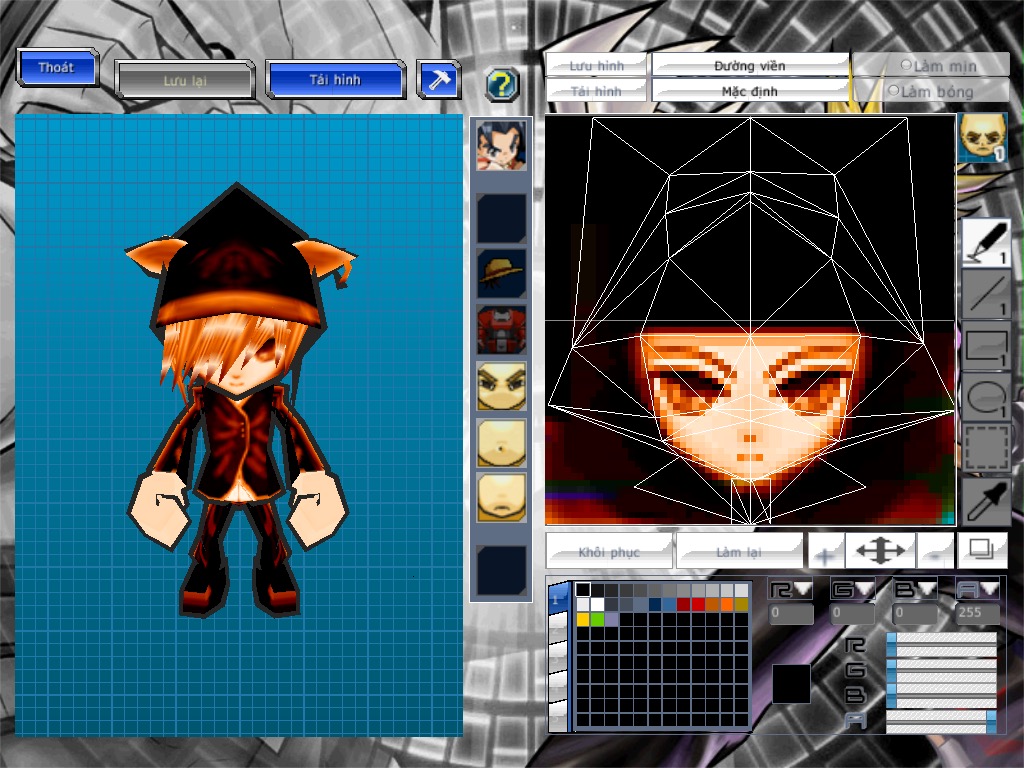 Thoát
Lưu lại
Tải hình
?
Lưu hình
Đường viền
Làm mịn
Tải hình
Mặc định
Làm bóng
1
1
1
1
1
Khôi phục
Làm lại
+
-
1
R
G
B
A
0
0
0
255
R
G
B
A